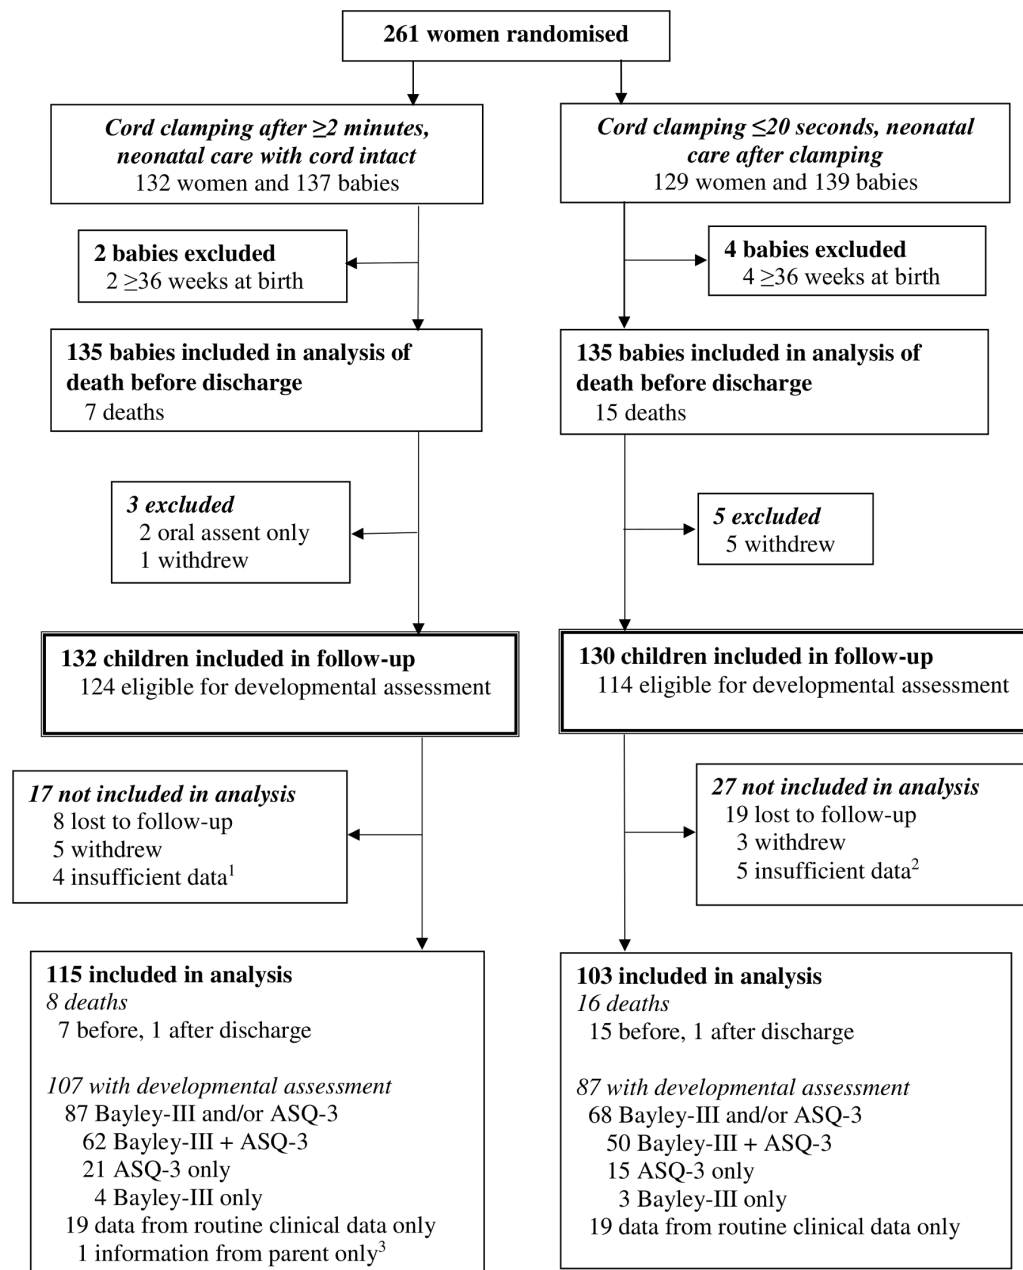 261 women randomised
Cord clamping after ≥2 minutes,
neonatal care with cord intact
132 women and 137 babies
Cord clamping ≤20 seconds, neonatal
care after clamping
129 women and 139 babies
2 babies excluded
2 ≥36 weeks at birth
4 babies excluded
4 ≥36 weeks at birth
135 babies included in analysis of
death before discharge
7 deaths
135 babies included in analysis of
death before discharge
15 deaths
3 excluded
2 oral assent only
1 withdrew
5 excluded
5 withdrew
132 children included in follow-up
124 eligible for developmental assessment
130 children included in follow-up
114 eligible for developmental assessment
17 not included in analysis
8 lost to follow-up
5 withdrew
4 insufficient data¹
27 not included in analysis
19 lost to follow-up
3 withdrew
5 insufficient data²
115 included in analysis
8 deaths
7 before, 1 after discharge
107 with developmental assessment
87 Bayley-III and/or ASQ-3
62 Bayley-III + ASQ-3
21 ASQ-3 only
4 Bayley-III only
19 data from routine clinical data only
1 information from parent only³
103 included in analysis
16 deaths
15 before, 1 after discharge
87 with developmental assessment
68 Bayley-III and/or ASQ-3
50 Bayley-III + ASQ-3
15 ASQ-3 only
3 Bayley-III only
19 data from routine clinical data only